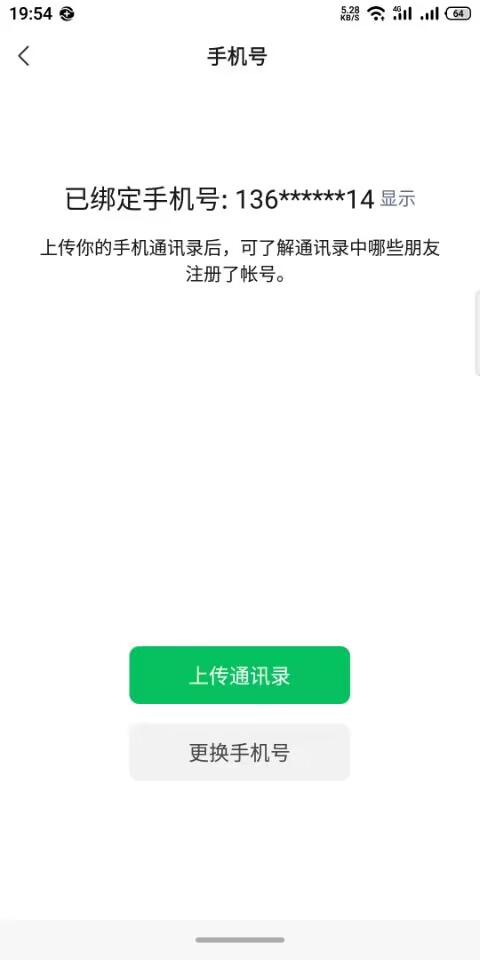 19:54 5.28 KB/S 4G 64
手机号
已绑定手机号: 136******14 显示
上传你的手机通讯录后，可了解通讯录中哪些朋友
注册了帐号。
上传通讯录
更换手机号